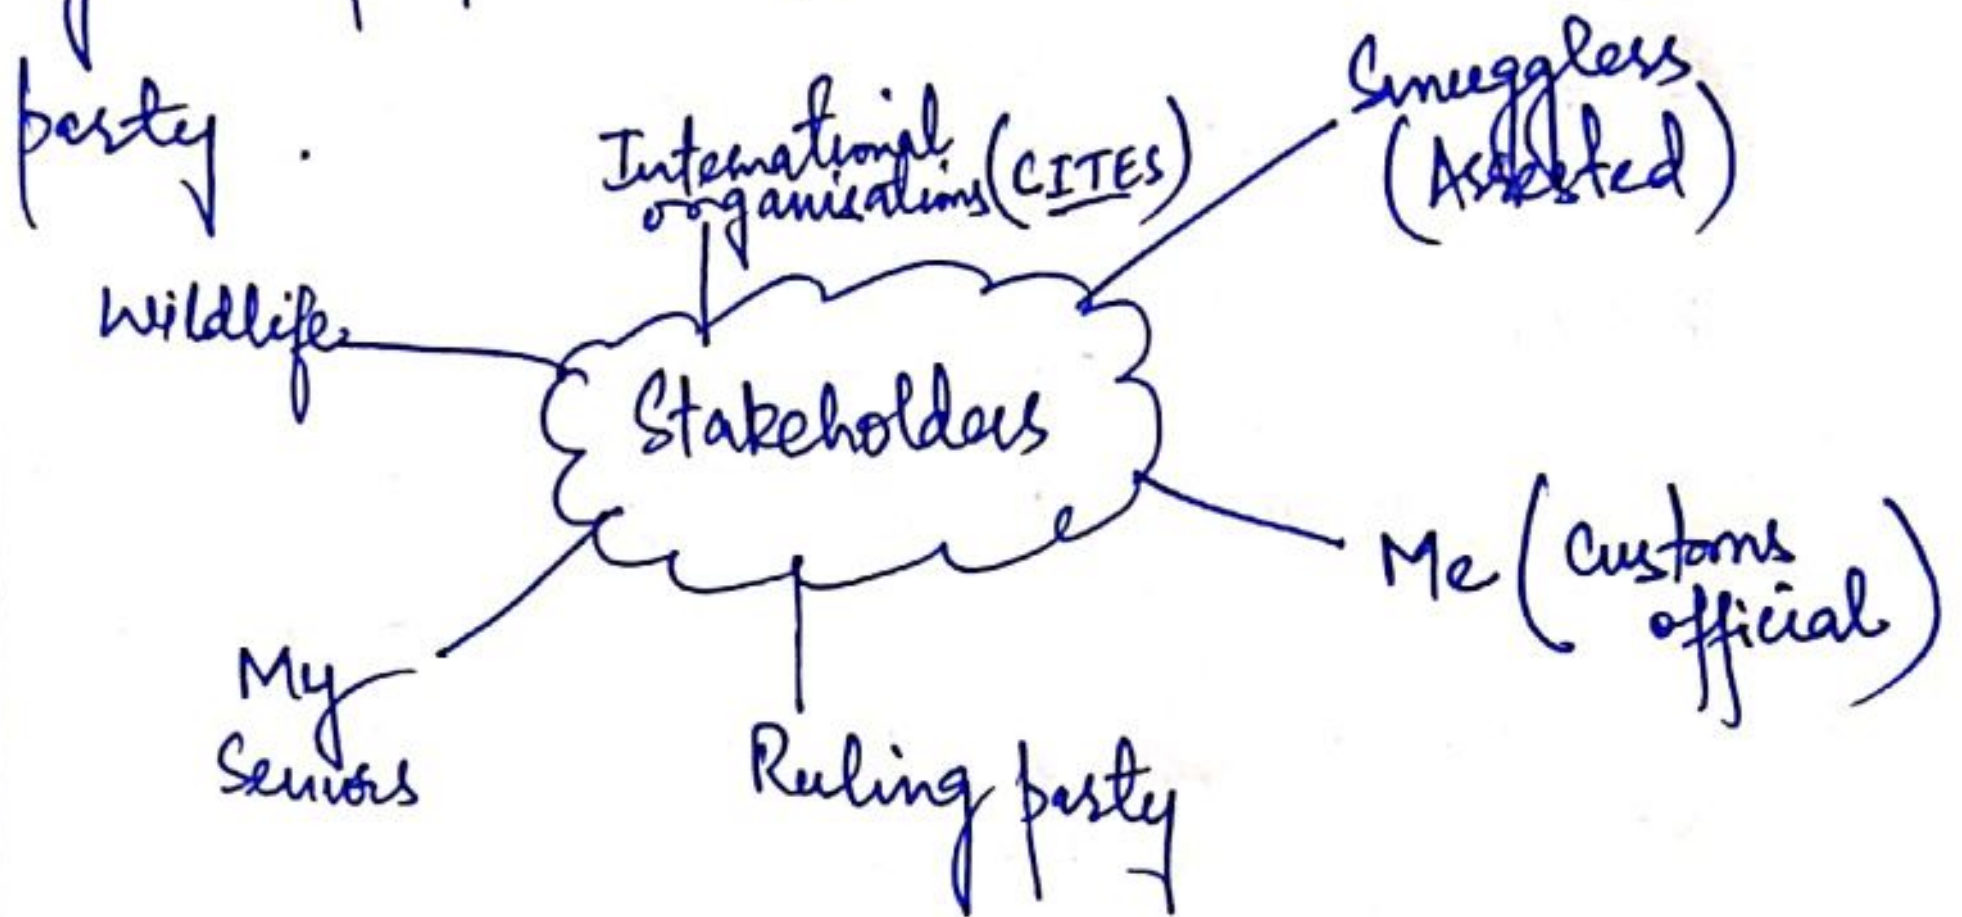 party.
International
organisations (CITES)
Smugglers
(Arrested)
Wildlife
Stakeholders
Me (Customs
official)
My
Seniors
Ruling party